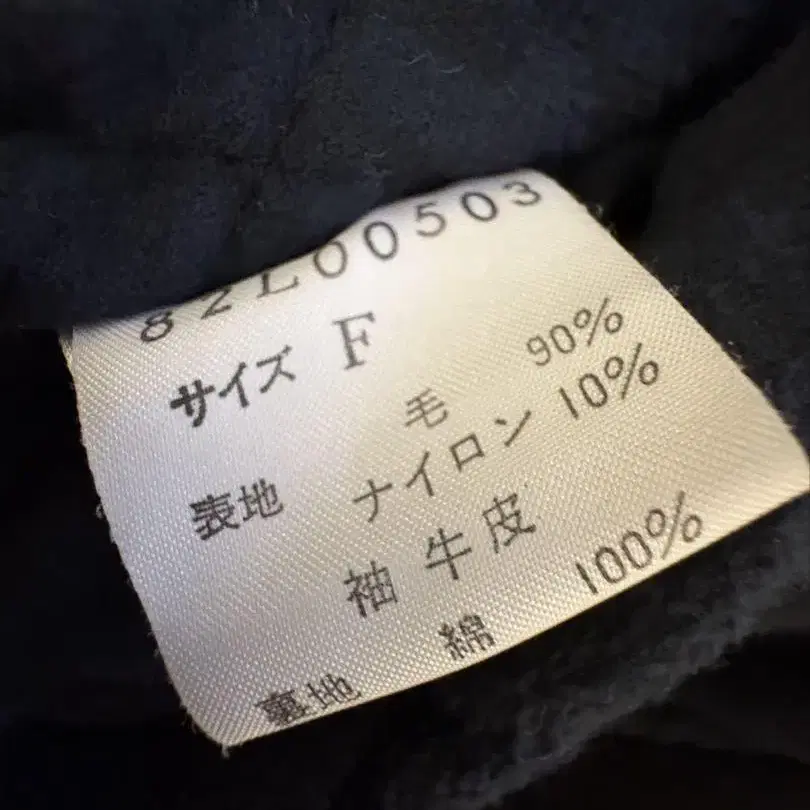 82L00503
サイズ F
毛 90%
表地 ナイロン 10%
袖 牛皮
裏地 綿 100%